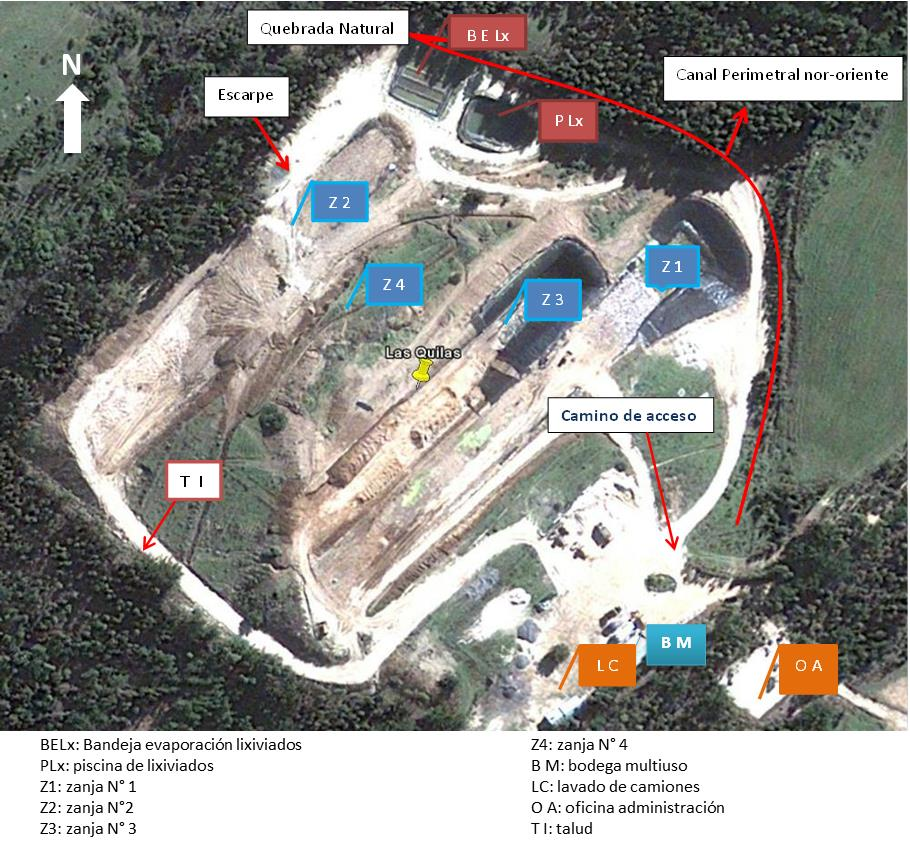 Quebrada Natural
B E Lx
N
Canal Perimetral nor-oriente
Escarpe
P Lx
Z 2
Z 1
Z 4
Z 3
Las Quilas
Camino de acceso
T I
B M
L C
O A
BELx: Bandeja evaporación lixiviados
PLx: piscina de lixiviados
Z1: zanja N° 1
Z2: zanja N°2
Z3: zanja N° 3
Z4: zanja N° 4
B M: bodega multiuso
LC: lavado de camiones
O A: oficina administración
T I: talud